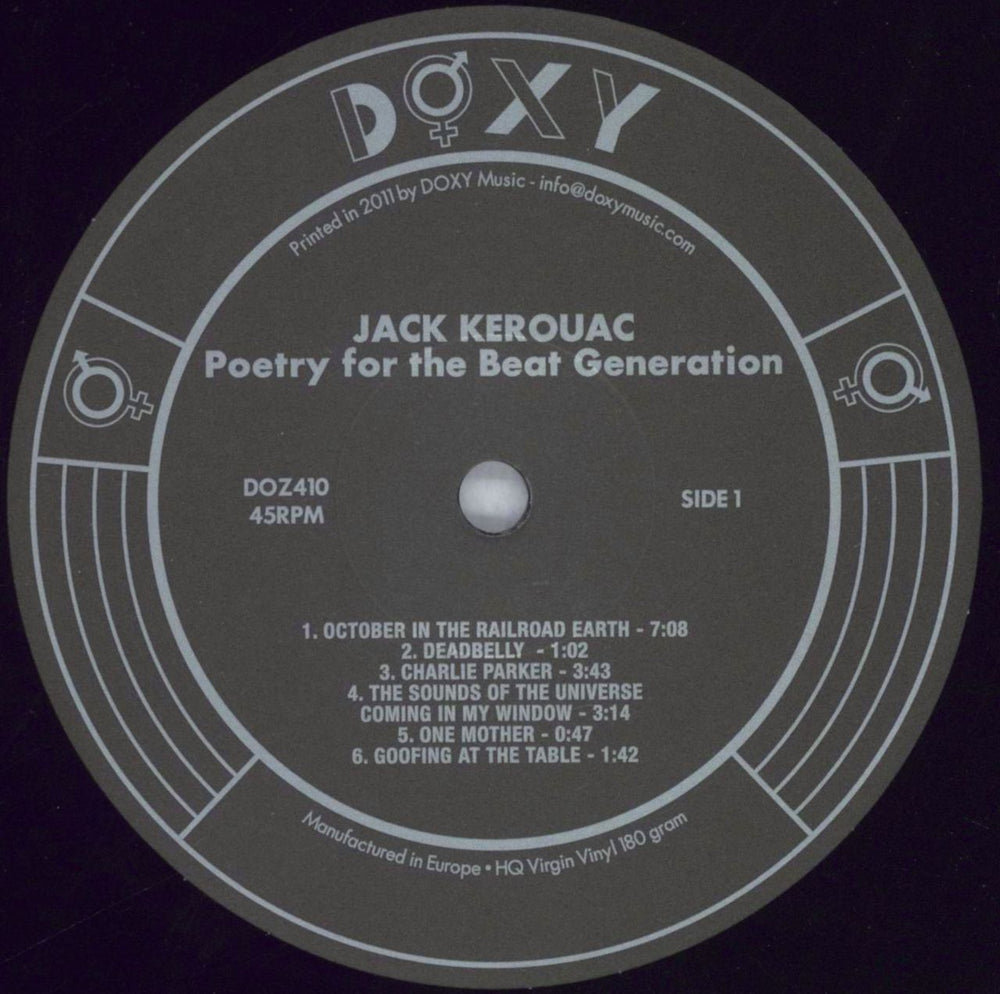 DOXY
Printed in 2011 by DOXY Music - info@doxymusic.com
JACK KEROUAC
Poetry for the Beat Generation
DOZ410
45RPM
SIDE 1
1. OCTOBER IN THE RAILROAD EARTH - 7:08
2. DEADBELLY - 1:02
3. CHARLIE PARKER - 3:43
4. THE SOUNDS OF THE UNIVERSE
COMING IN MY WINDOW - 3:14
5. ONE MOTHER - 0:47
6. GOOFING AT THE TABLE - 1:42
Manufactured in Europe • HQ Virgin Vinyl 180 gram